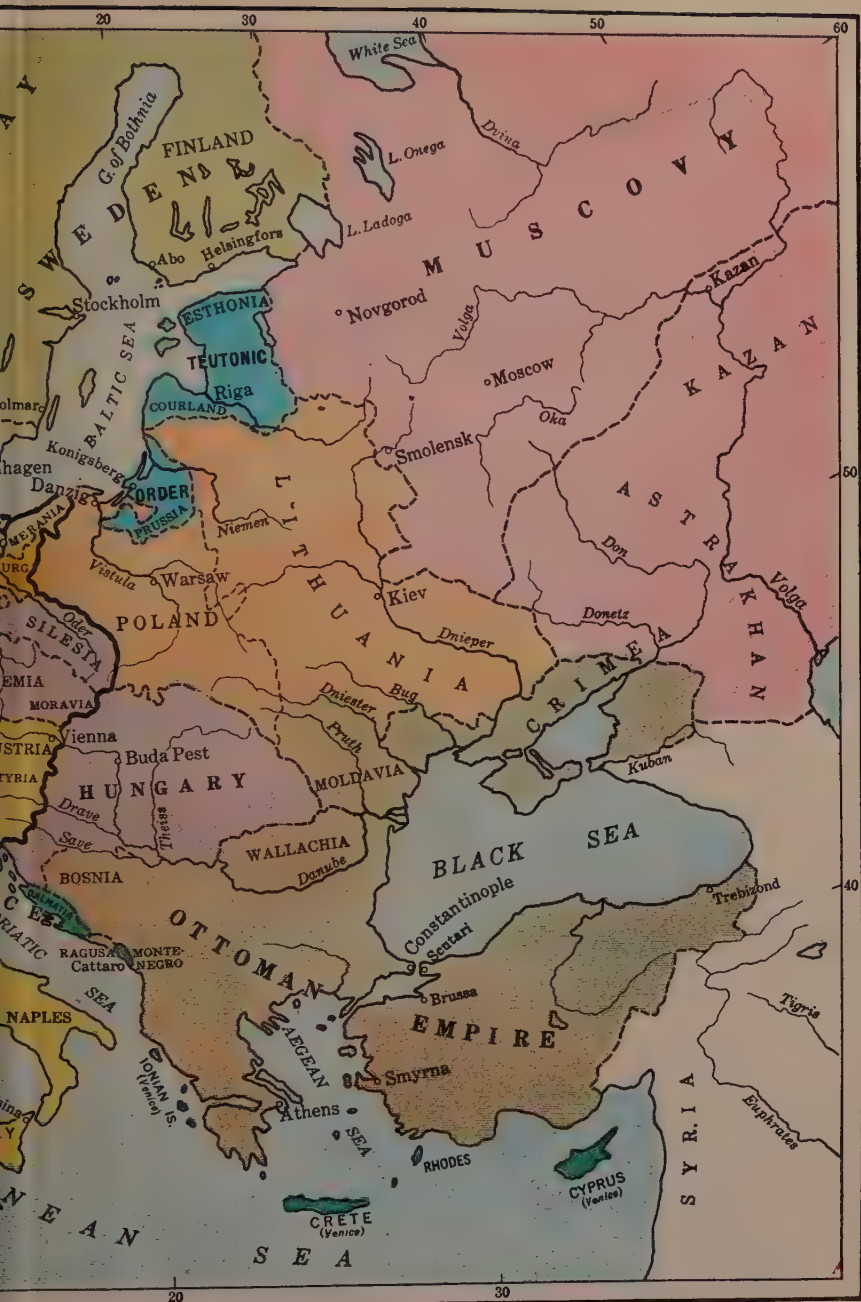 20
30
40
50
60
White Sea
G. of Bothnia
FINLAND
SWEDEN
Dvina
L. Onega
L. Ladoga
MUSCOVY
Abo
Helsingfors
Stockholm
ESTHONIA
Novgorod
Volga
Kazan
KAZAN
BALTIC SEA
TEUTONIC
Riga
COURLAND
Moscow
Oka
Smolensk
50
Konigsberg
Danzig
ORDER
PRUSSIA
LITHUANIA
Niemen
ASTRAKHAN
Don
Vistula
Warsaw
Kiev
Volga
Oder
POLAND
Donetz
Dnieper
SILESIA
CRIMEA
MORAVIA
Bug
Dniester
Vienna
Pruth
Buda Pest
HUNGARY
MOLDAVIA
Kuban
Drave
Theiss
Save
WALLACHIA
Danube
BLACK SEA
BOSNIA
40
DALMATIA
Trebizond
Constantinople
Scutari
OTTOMAN
RAGUSA
MONTE-
NEGRO
Cattaro
SEA
Brussa
EMPIRE
Tigris
NAPLES
AEGEAN
SEA
IONIAN IS.
(Venice)
Smyrna
Athens
Euphrates
SYRIA
RHODES
CYPRUS
(Venice)
CRETE
(Venice)
SEA
20
30